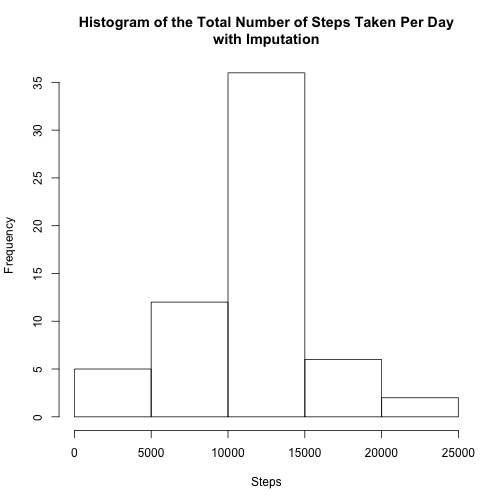 Histogram of the Total Number of Steps Taken Per Day
with Imputation
Frequency
35
30
25
20
15
10
5
0
0 5000 10000 15000 20000 25000
Steps